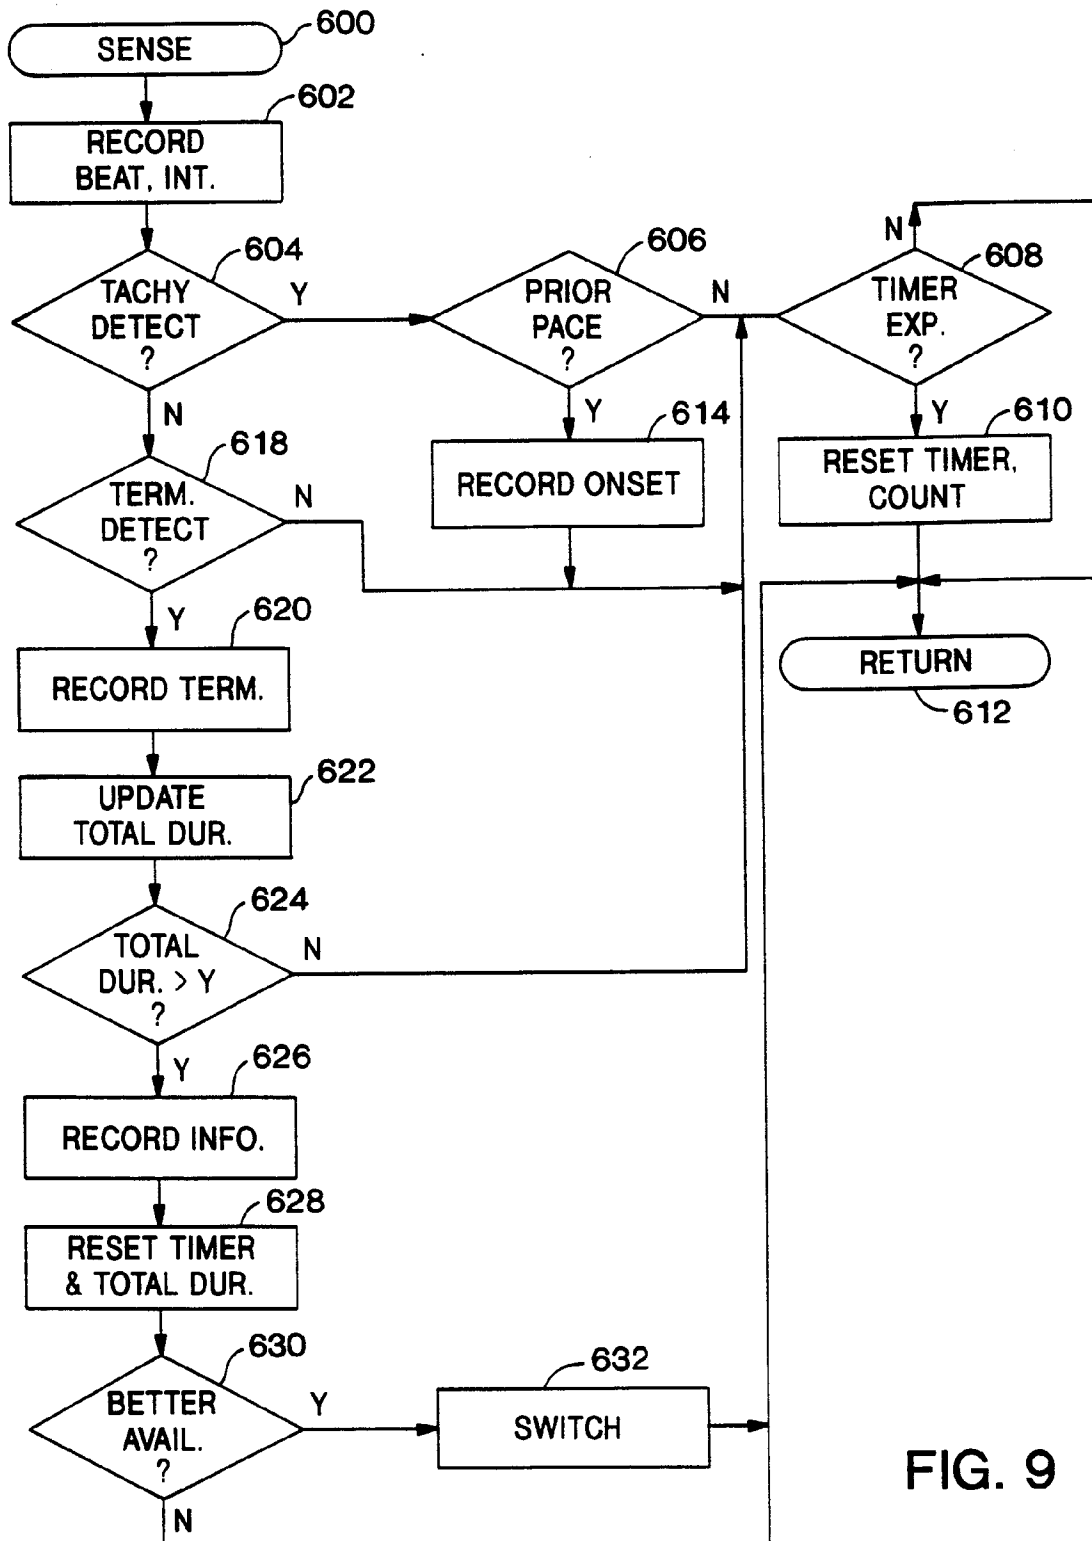 600
SENSE
602
RECORD
BEAT, INT.
604
TACHY
DETECT
?
Y
N
606
PRIOR
PACE
?
N
Y
608
N
TIMER
EXP.
?
Y
610
RESET TIMER,
COUNT
614
RECORD ONSET
618
TERM.
DETECT
?
N
Y
RETURN
612
620
RECORD TERM.
622
UPDATE
TOTAL DUR.
624
TOTAL
DUR. > Y
?
N
Y
626
RECORD INFO.
628
RESET TIMER
& TOTAL DUR.
630
BETTER
AVAIL.
?
Y
N
632
SWITCH
FIG. 9